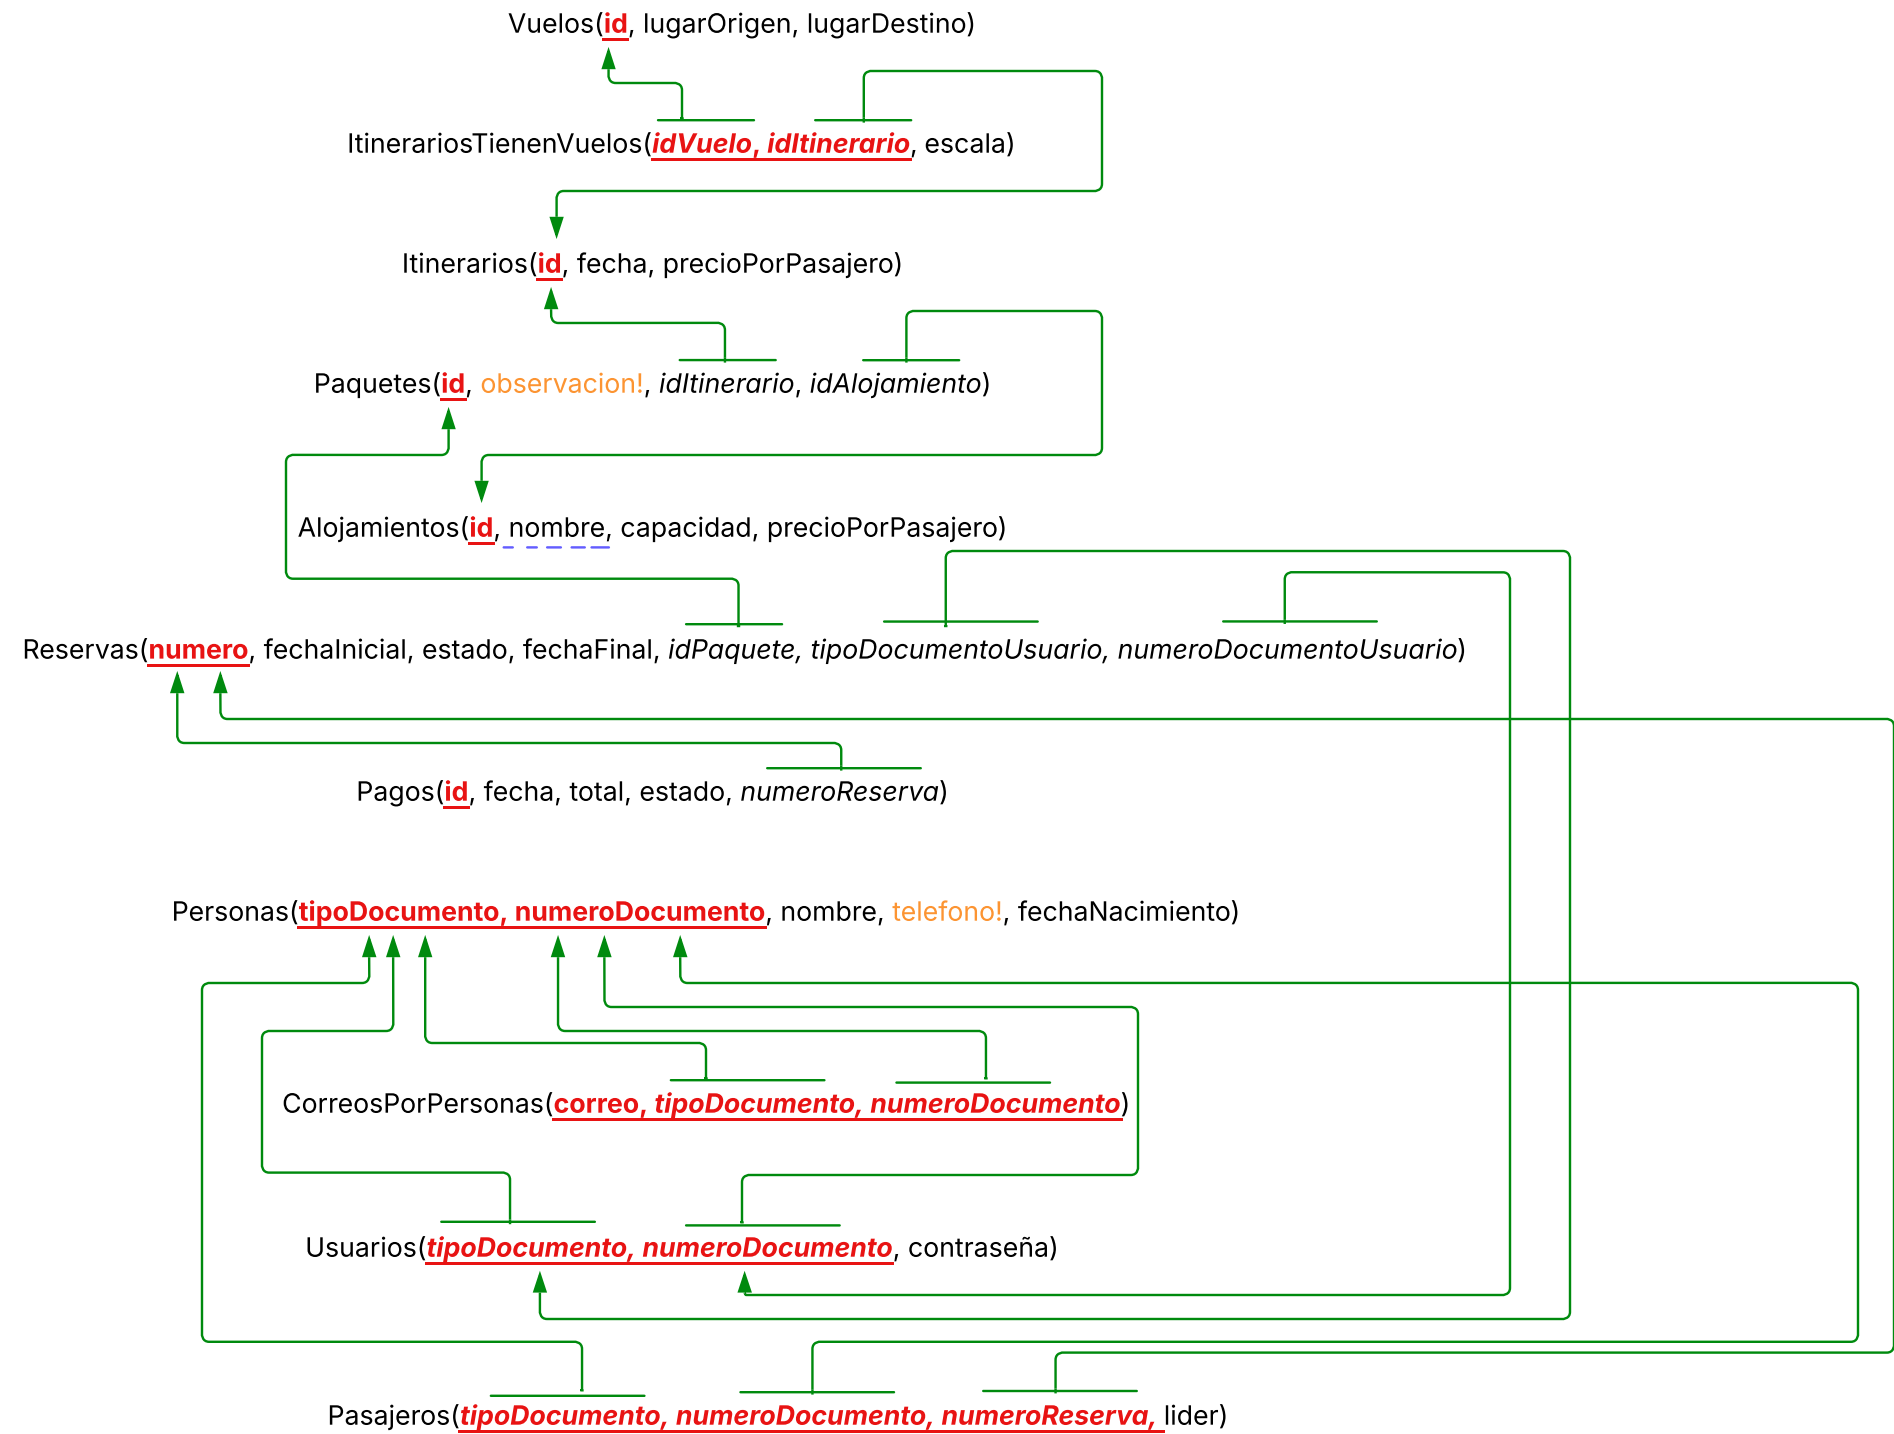 Vuelos(id, lugarOrigen, lugarDestino)
ItinerariosTienenVuelos(idVuelo, idItinerario, escala)
Itinerarios(id, fecha, precioPorPasajero)
Paquetes(id, observacion!, idItinerario, idAlojamiento)
Alojamientos(id, nombre, capacidad, precioPorPasajero)
Reservas(numero, fechaInicial, estado, fechaFinal, idPaquete, tipoDocumentoUsuario, numeroDocumentoUsuario)
Pagos(id, fecha, total, estado, numeroReserva)
Personas(tipoDocumento, numeroDocumento, nombre, telefono!, fechaNacimiento)
CorreosPorPersonas(correo, tipoDocumento, numeroDocumento)
Usuarios(tipoDocumento, numeroDocumento, contraseña)
Pasajeros(tipoDocumento, numeroDocumento, numeroReserva, lider)